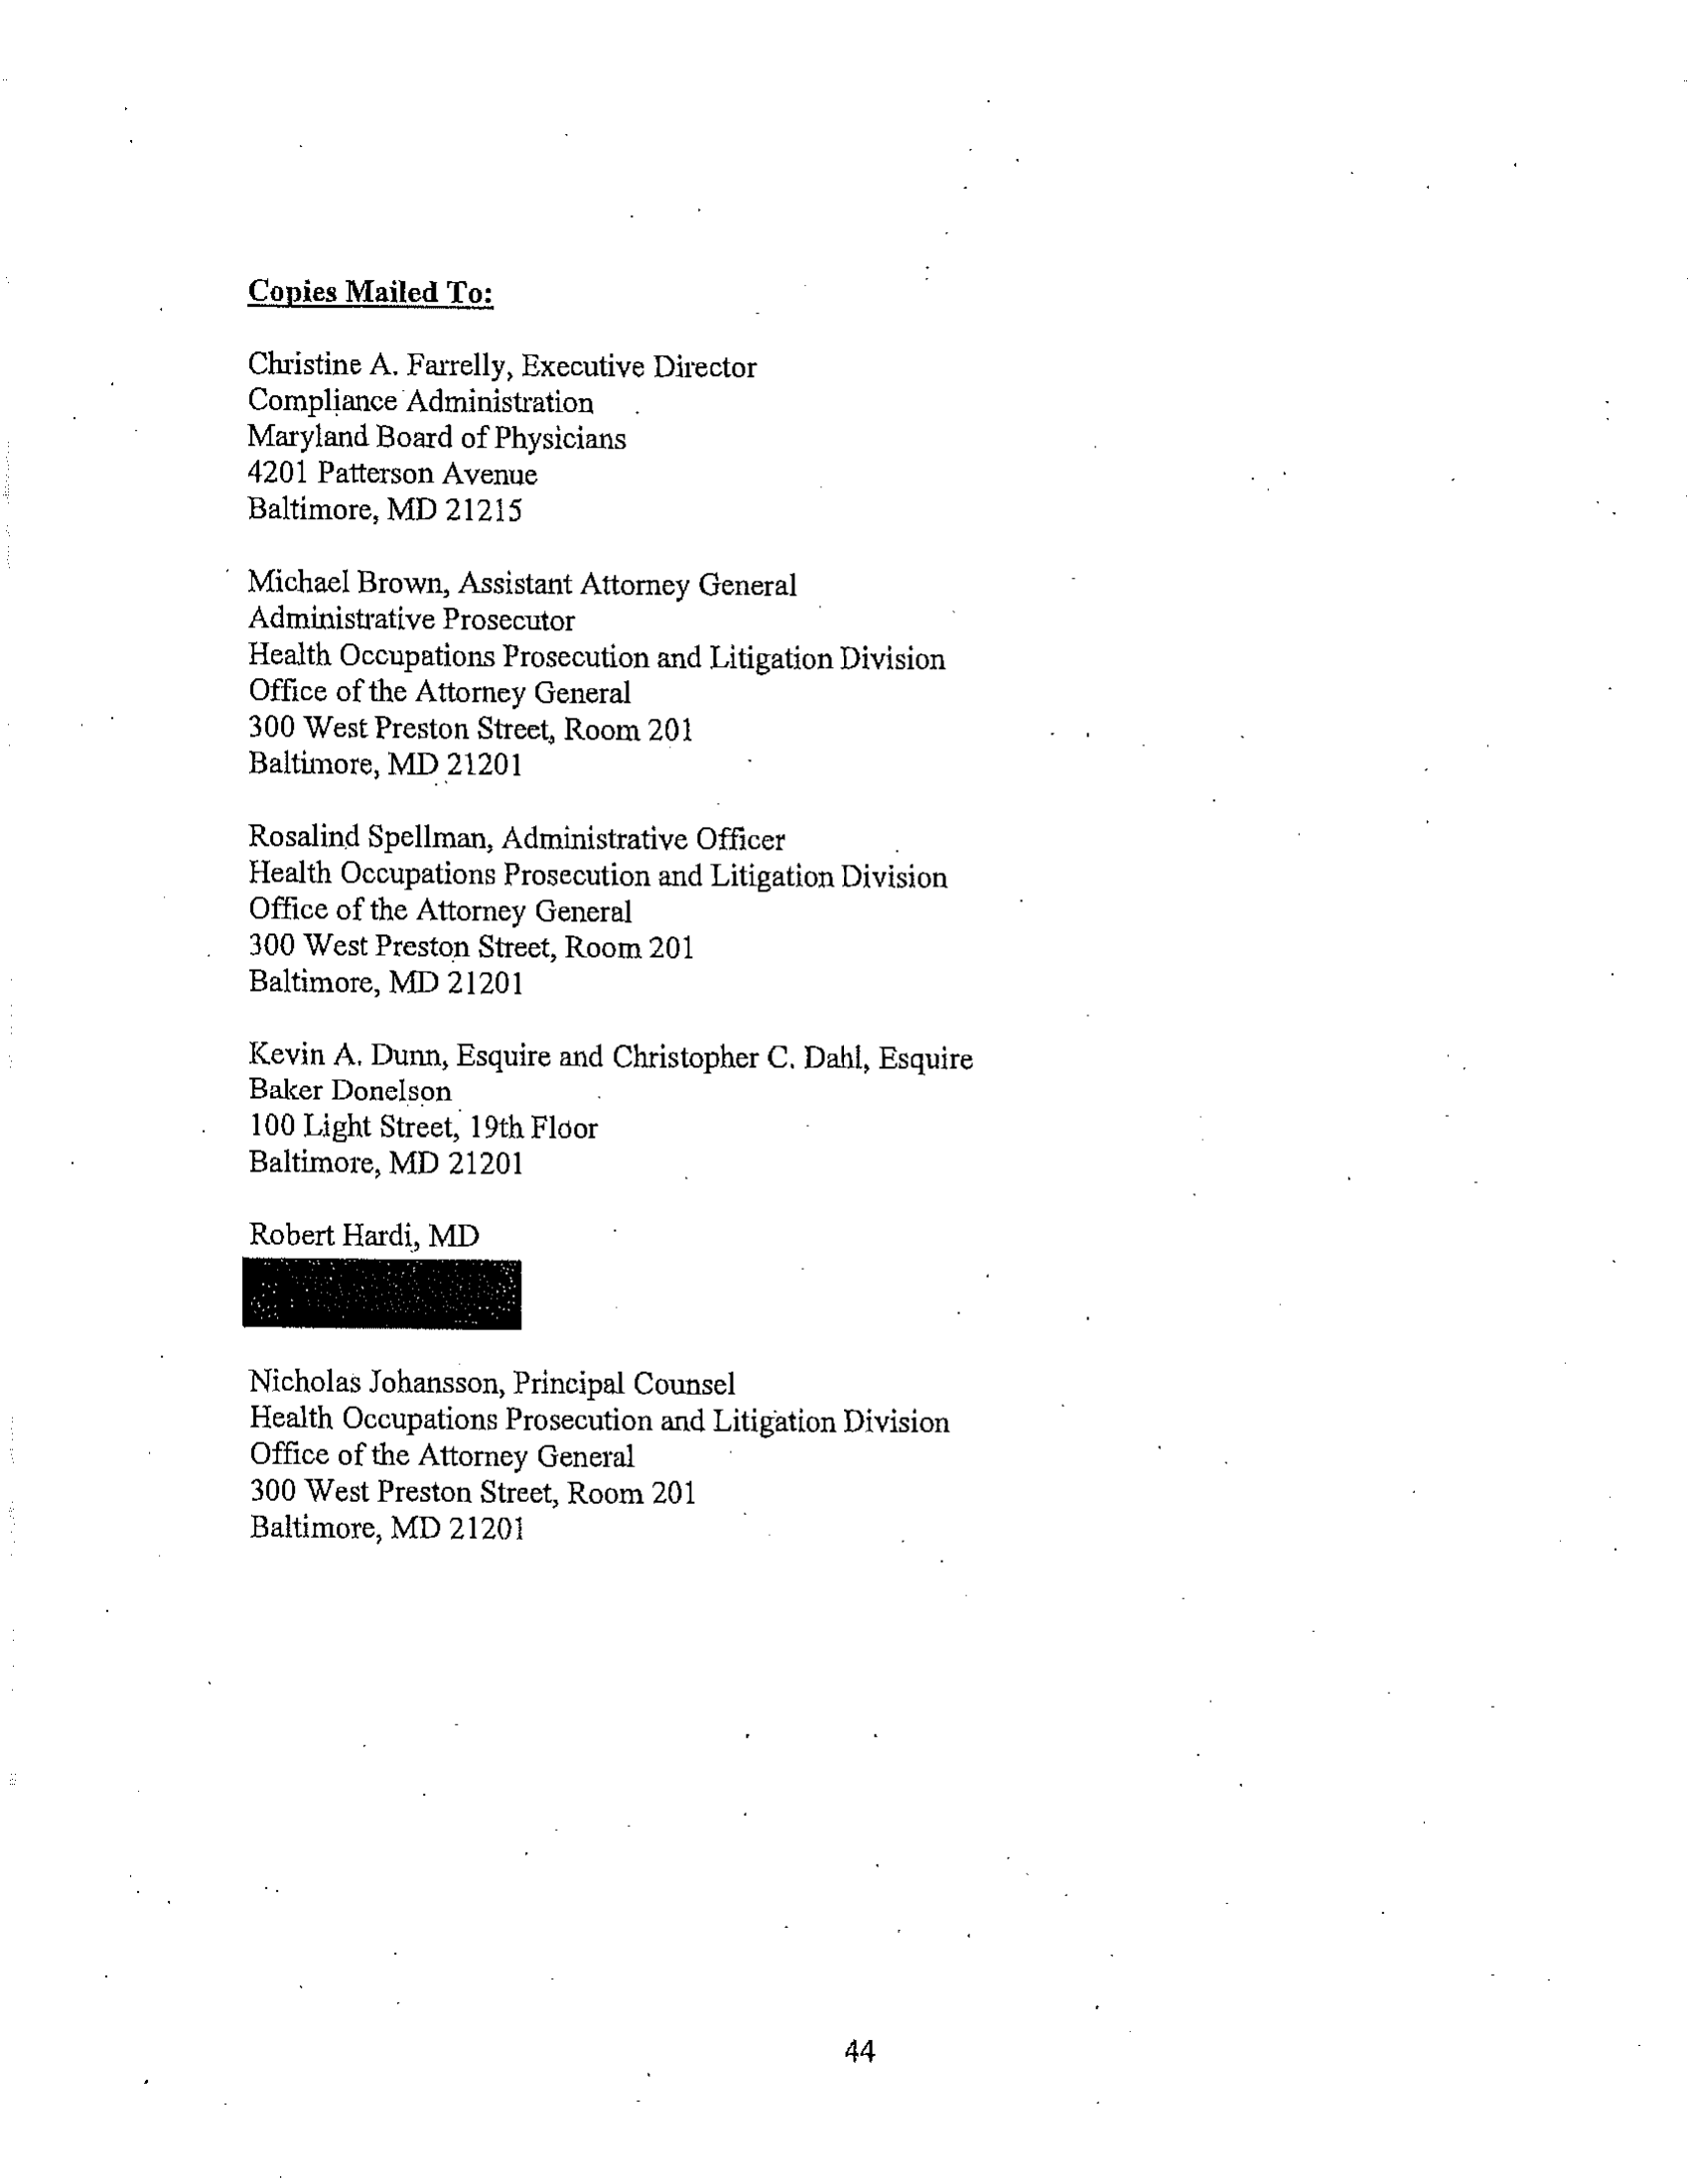 Copies Mailed To:
Christine A. Farrelly, Executive Director
Compliance Administration
Maryland Board of Physicians
4201 Patterson Avenue
Baltimore, MD 21215
Michael Brown, Assistant Attorney General
Administrative Prosecutor
Health Occupations Prosecution and Litigation Division
Office of the Attorney General
300 West Preston Street, Room 201
Baltimore, MD 21201
Rosalind Spellman, Administrative Officer
Health Occupations Prosecution and Litigation Division
Office of the Attorney General
300 West Preston Street, Room 201
Baltimore, MD 21201
Kevin A. Dunn, Esquire and Christopher C. Dahl, Esquire
Baker Donelson
100 Light Street, 19th Floor
Baltimore, MD 21201
Robert Hardi, MD
Nicholas Johansson, Principal Counsel
Health Occupations Prosecution and Litigation Division
Office of the Attorney General
300 West Preston Street, Room 201
Baltimore, MD 21201
44